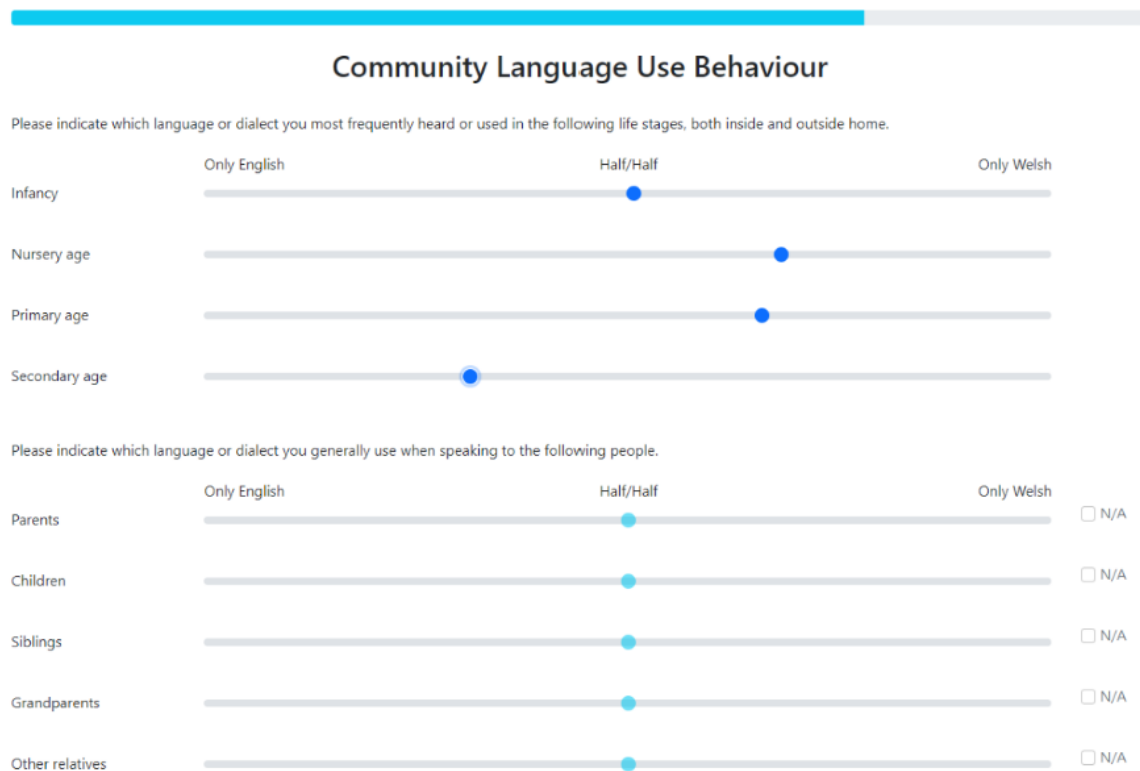 Community Language Use Behaviour
Please indicate which language or dialect you most frequently heard or used in the following life stages, both inside and outside home.
Only English Half/Half Only Welsh
Infancy
Nursery age
Primary age
Secondary age
Please indicate which language or dialect you generally use when speaking to the following people.
Only English Half/Half Only Welsh
Parents N/A
Children N/A
Siblings N/A
Grandparents N/A
Other relatives N/A